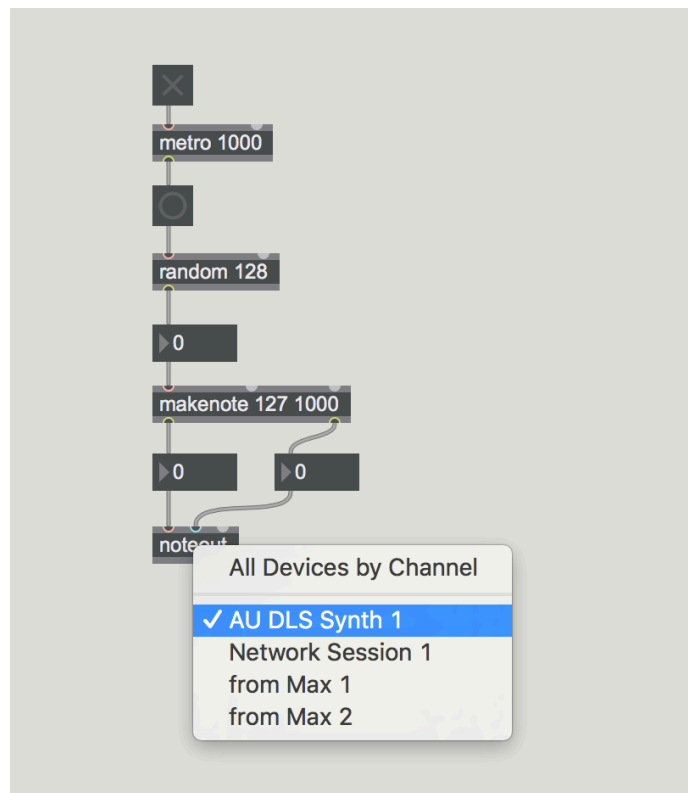 metro 1000
random 128
0
makenote 127 1000
0 0
noteout
All Devices by Channel
✓ AU DLS Synth 1
Network Session 1
from Max 1
from Max 2